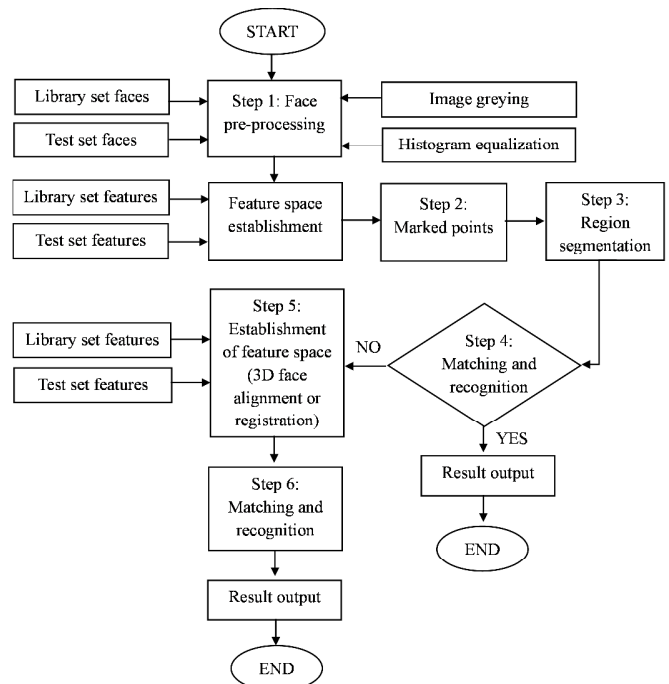 START
Library set faces
Test set faces
Step 1: Face
pre-processing
Image greying
Histogram equalization
Library set features
Test set features
Feature space
establishment
Step 2:
Marked points
Step 3:
Region
segmentation
Library set features
Test set features
Step 5:
Establishment
of feature space
(3D face
alignment or
registration)
NO
Step 4:
Matching and
recognition
YES
Result output
END
Step 6:
Matching and
recognition
Result output
END